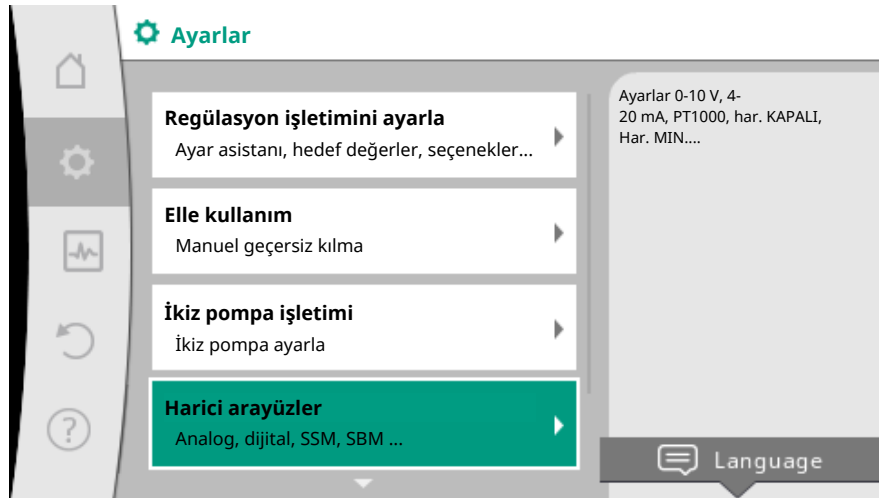 Ayarlar
Regülasyon işletimini ayarla
Ayar asistanı, hedef değerler, seçenekler...
Elle kullanım
Manuel geçersiz kılma
İkiz pompa işletimi
İkiz pompa ayarla
Harici arayüzler
Analog, dijital, SSM, SBM ...
Ayarlar 0-10 V, 4-
20 mA, PT1000, har. KAPALI,
Har. MIN....
Language